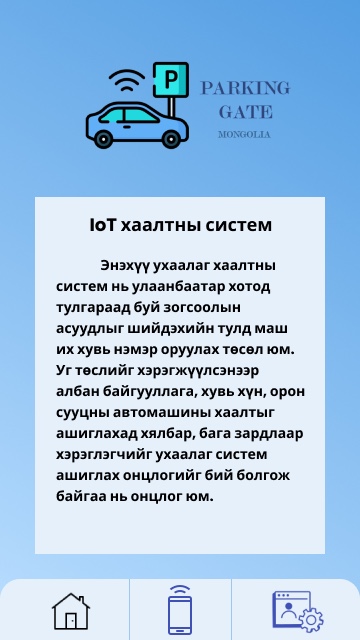 P
PARKING
GATE
MONGOLIA
IoT хаалтны систем
Энэхүү ухаалаг хаалтны
систем нь улаанбаатар хотод
тулгараад буй зогсоолын
асуудлыг шийдэхийн тулд маш
их хувь нэмэр оруулах төсөл юм.
Уг төслийг хэрэгжүүлсэнээр
албан байгууллага, хувь хүн, орон
сууцны автомашины хаалтыг
ашиглахад хялбар, бага зардлаар
хэрэглэгчийг ухаалаг систем
ашиглах онцлогийг бий болгож
байгаа нь онцлог юм.